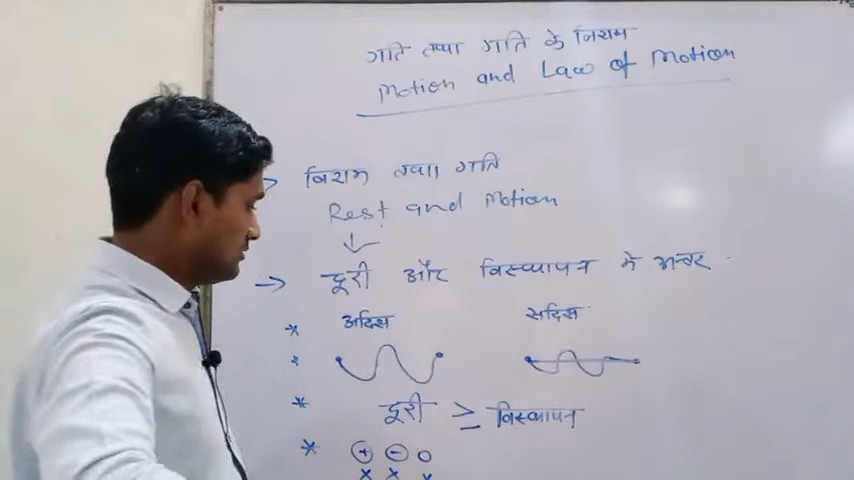 गति तथा गति के नियम
Motion and Law of Motion
→ विराम तथा गति
Rest and Motion
↓
→ दूरी और विस्थापन मे अन्तर
* अदिस सदिस
*
* दूरी ≥ विस्थापन
* ⊕ ⊖ o
x x x